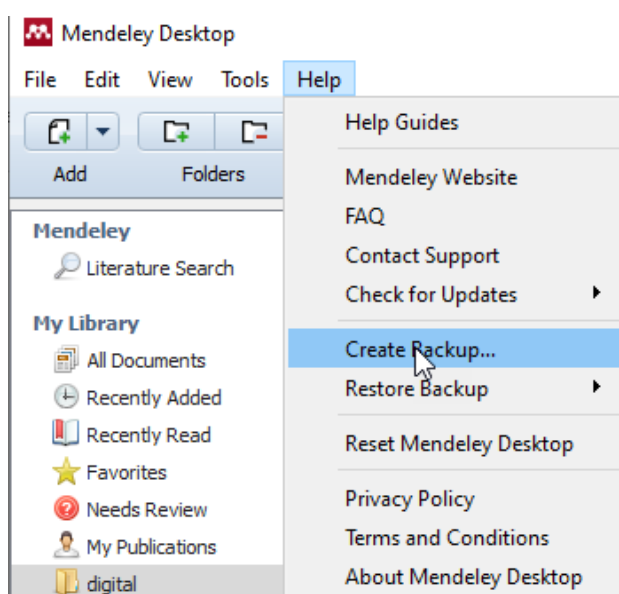 Mendeley Desktop
File Edit View Tools Help
Add Folders
Mendeley
Literature Search
My Library
All Documents
Recently Added
Recently Read
Favorites
Needs Review
My Publications
digital
Help Guides
Mendeley Website
FAQ
Contact Support
Check for Updates
Create Backup...
Restore Backup
Reset Mendeley Desktop
Privacy Policy
Terms and Conditions
About Mendeley Desktop